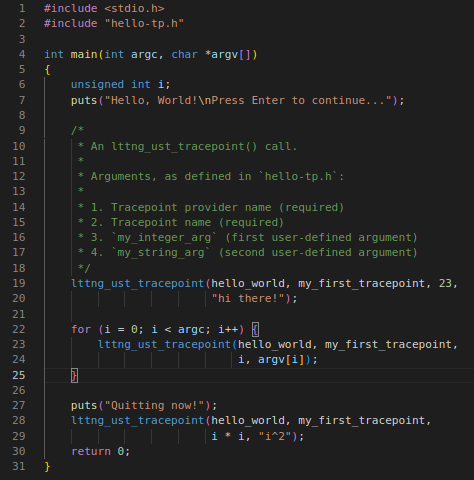 1 #include <stdio.h>
2 #include "hello-tp.h"
3
4 int main(int argc, char *argv[])
5 {
6     unsigned int i;
7     puts("Hello, World!\nPress Enter to continue...");
8
9     /*
10      * An lttng_ust_tracepoint() call.
11      *
12      * Arguments, as defined in `hello-tp.h`:
13      *
14      * 1. Tracepoint provider name (required)
15      * 2. Tracepoint name (required)
16      * 3. `my_integer_arg` (first user-defined argument)
17      * 4. `my_string_arg` (second user-defined argument)
18      */
19     lttng_ust_tracepoint(hello_world, my_first_tracepoint, 23,
20                          "hi there!");
21
22     for (i = 0; i < argc; i++) {
23         lttng_ust_tracepoint(hello_world, my_first_tracepoint,
24                              i, argv[i]);
25     }
26
27     puts("Quitting now!");
28     lttng_ust_tracepoint(hello_world, my_first_tracepoint,
29                          i * i, "i^2");
30     return 0;
31 }